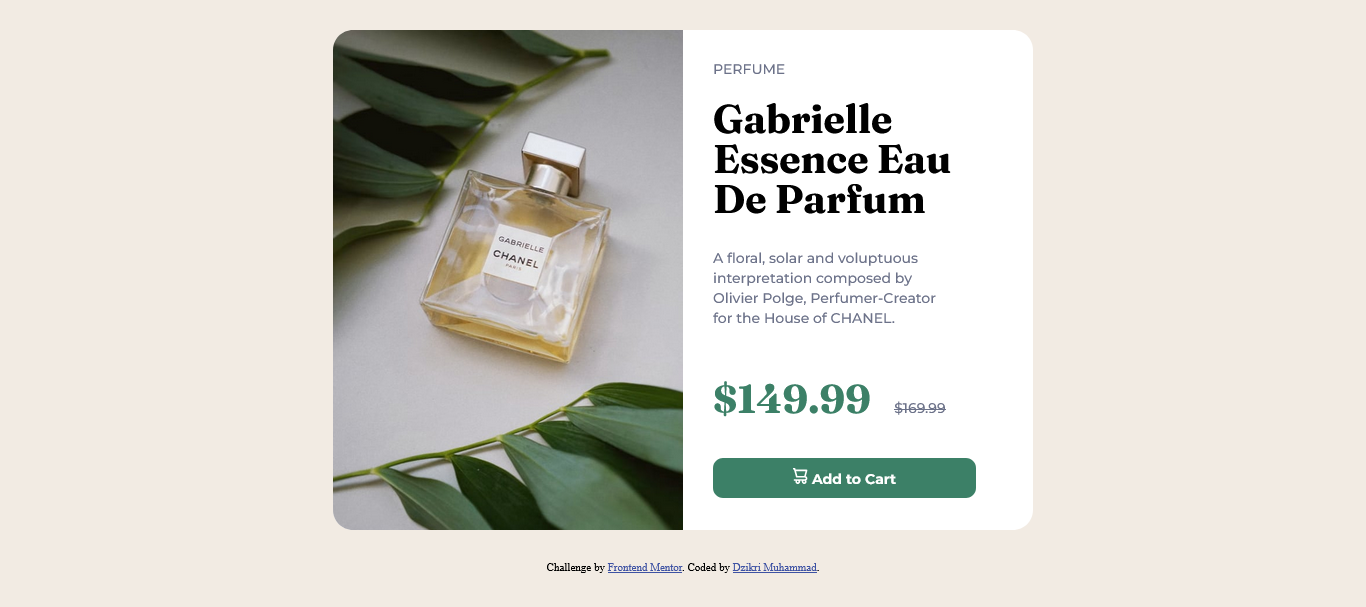 PERFUME
Gabrielle
Essence Eau
De Parfum
GABRIELLE
CHANEL
PARIS
A floral, solar and voluptuous
interpretation composed by
Olivier Polge, Perfumer-Creator
for the House of CHANEL.
$149.99 $169.99
Add to Cart
Challenge by Frontend Mentor. Coded by Dzikri Muhammad.